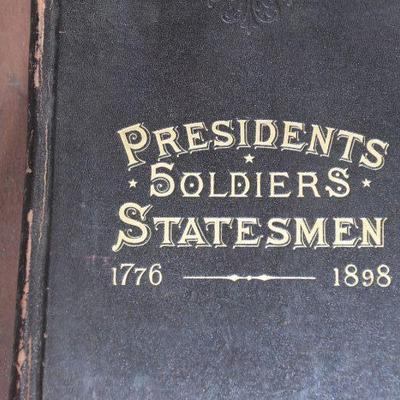 PRESIDENTS
SOLDIERS
STATESMEN
1776 1898